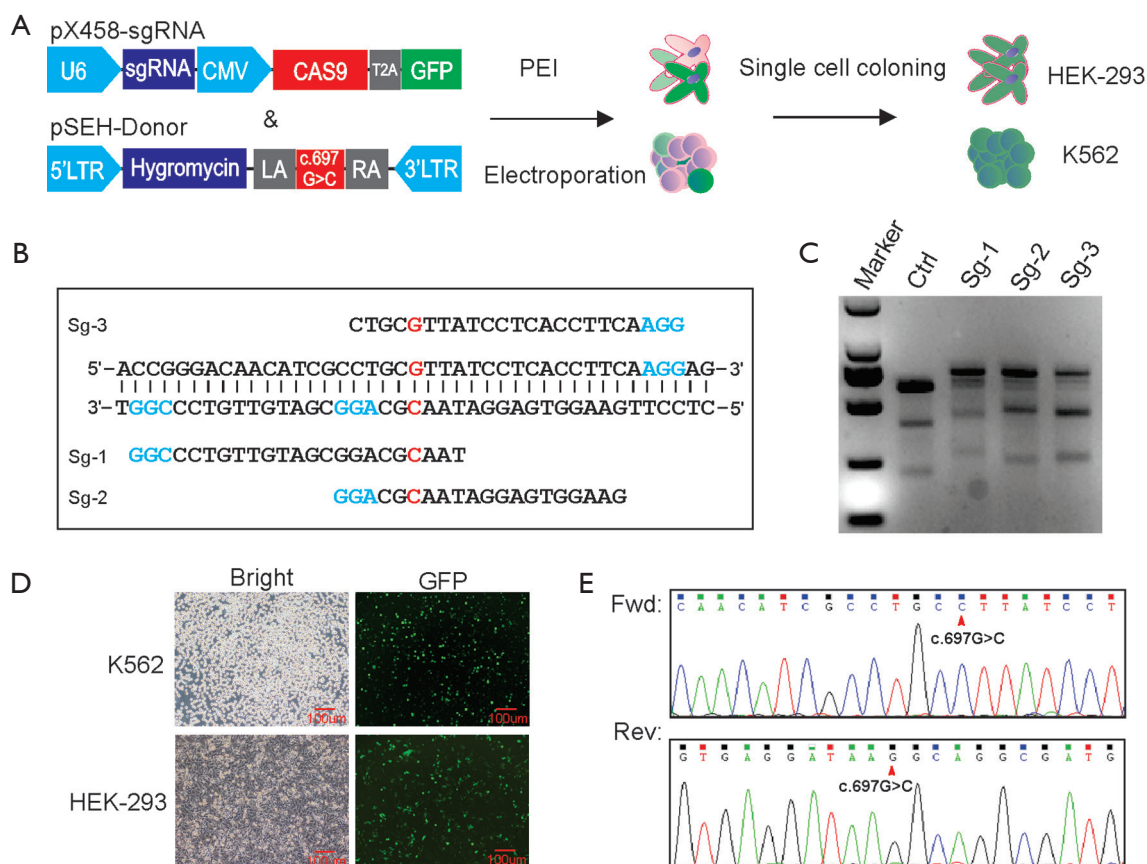 A
pX458-sgRNA
U6 sgRNA CMV CAS9 T2A GFP
&
pSEH-Donor
5'LTR Hygromycin LA c.697 G>C RA 3'LTR
PEI
Electroporation
Single cell coloning
HEK-293
K562
B
Sg-3 CTGCGTTATCCTCACCTTCAAGG
5'-ACCGGGACAACATCGCCTGCGTTATCCTCACCTTCAAGGAG-3'
3'-TGGCCCTGTTGTAGCGGACGCAATAGGAGTGGAAGTTCCTC-5'
Sg-1 GGCCCTGTTGTAGCGGACGCAAT
Sg-2 GGACGCAATAGGAGTGGAAG
C
Marker Ctrl Sg-1 Sg-2 Sg-3
D
Bright GFP
K562
100um 100um
HEK-293
100um 100um
E
Fwd:
C A A C A T C G C C T G C C T T A T C C T
c.697G>C
Rev:
G T G A G G A T A A G G C A G G C G A T G
c.697G>C